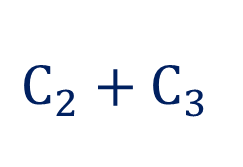 C₂ + C₃